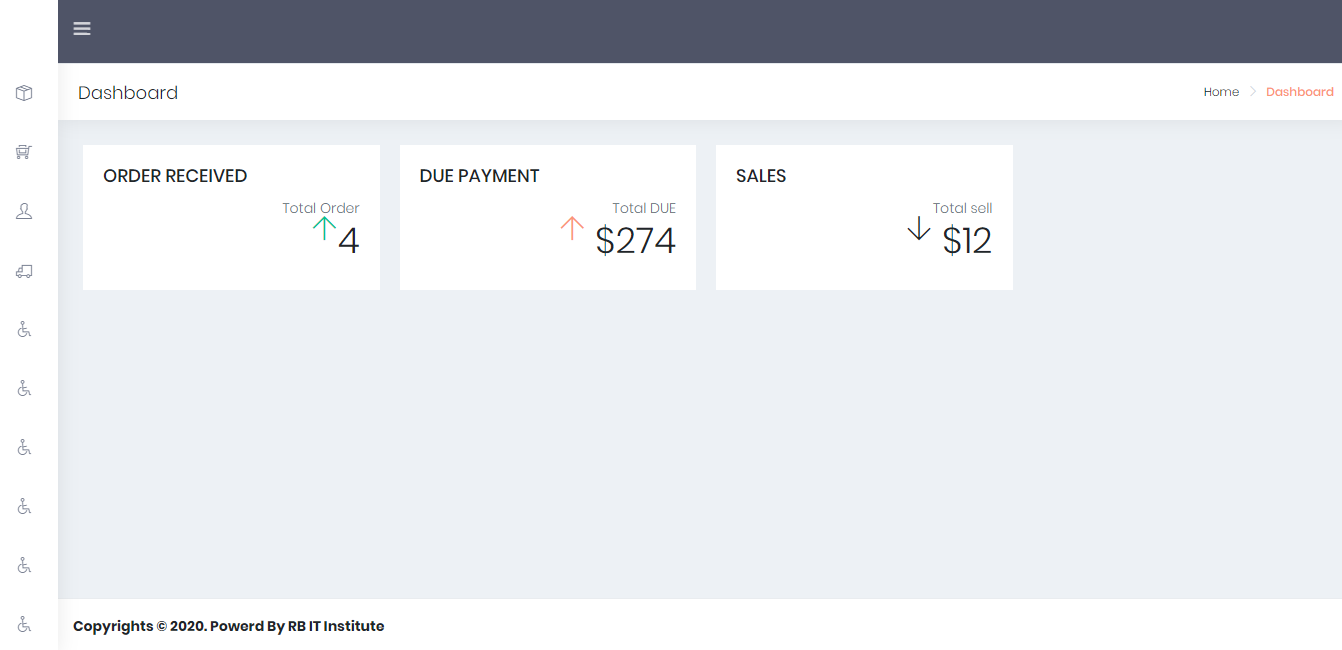 Dashboard
Home
Dashboard
ORDER RECEIVED
Total Order
4
DUE PAYMENT
Total DUE
$274
SALES
Total sell
$12
Copyrights © 2020. Powerd By RB IT Institute